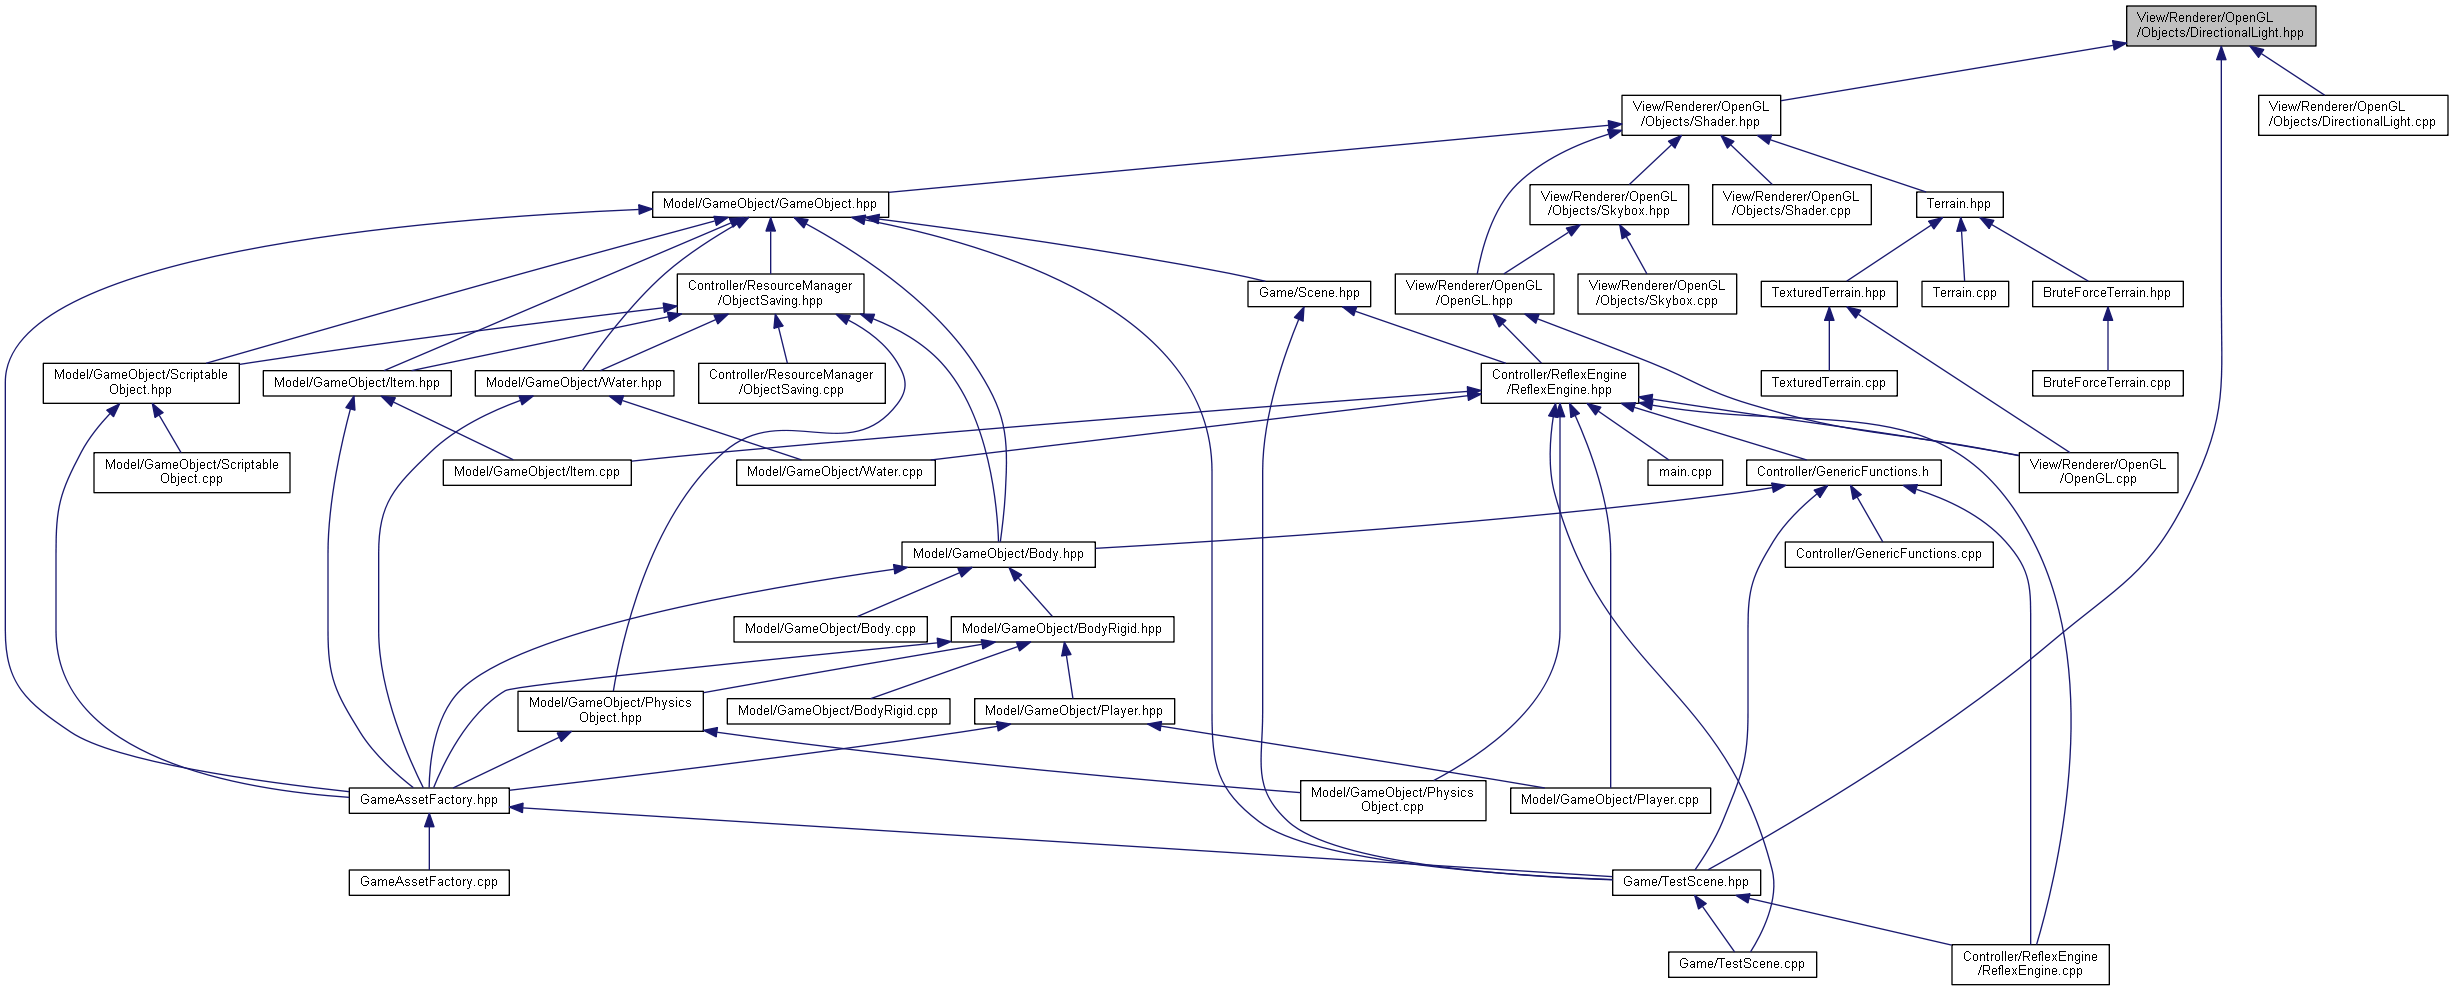 View/Renderer/OpenGL
/Objects/DirectionalLight.hpp
View/Renderer/OpenGL
/Objects/Shader.hpp
View/Renderer/OpenGL
/Objects/DirectionalLight.cpp
Model/GameObject/GameObject.hpp
View/Renderer/OpenGL
/Objects/Skybox.hpp
View/Renderer/OpenGL
/Objects/Shader.cpp
Terrain.hpp
Controller/ResourceManager
/ObjectSaving.hpp
Game/Scene.hpp
View/Renderer/OpenGL
/OpenGL.hpp
View/Renderer/OpenGL
/Objects/Skybox.cpp
TexturedTerrain.hpp
Terrain.cpp
BruteForceTerrain.hpp
Model/GameObject/Scriptable
Object.hpp
Model/GameObject/Item.hpp
Model/GameObject/Water.hpp
Controller/ResourceManager
/ObjectSaving.cpp
Controller/ReflexEngine
/ReflexEngine.hpp
TexturedTerrain.cpp
BruteForceTerrain.cpp
Model/GameObject/Scriptable
Object.cpp
Model/GameObject/Item.cpp
Model/GameObject/Water.cpp
main.cpp
Controller/GenericFunctions.h
View/Renderer/OpenGL
/OpenGL.cpp
Model/GameObject/Body.hpp
Controller/GenericFunctions.cpp
Model/GameObject/Body.cpp
Model/GameObject/BodyRigid.hpp
Model/GameObject/Physics
Object.hpp
Model/GameObject/BodyRigid.cpp
Model/GameObject/Player.hpp
GameAssetFactory.hpp
Model/GameObject/Physics
Object.cpp
Model/GameObject/Player.cpp
GameAssetFactory.cpp
Game/TestScene.hpp
Game/TestScene.cpp
Controller/ReflexEngine
/ReflexEngine.cpp